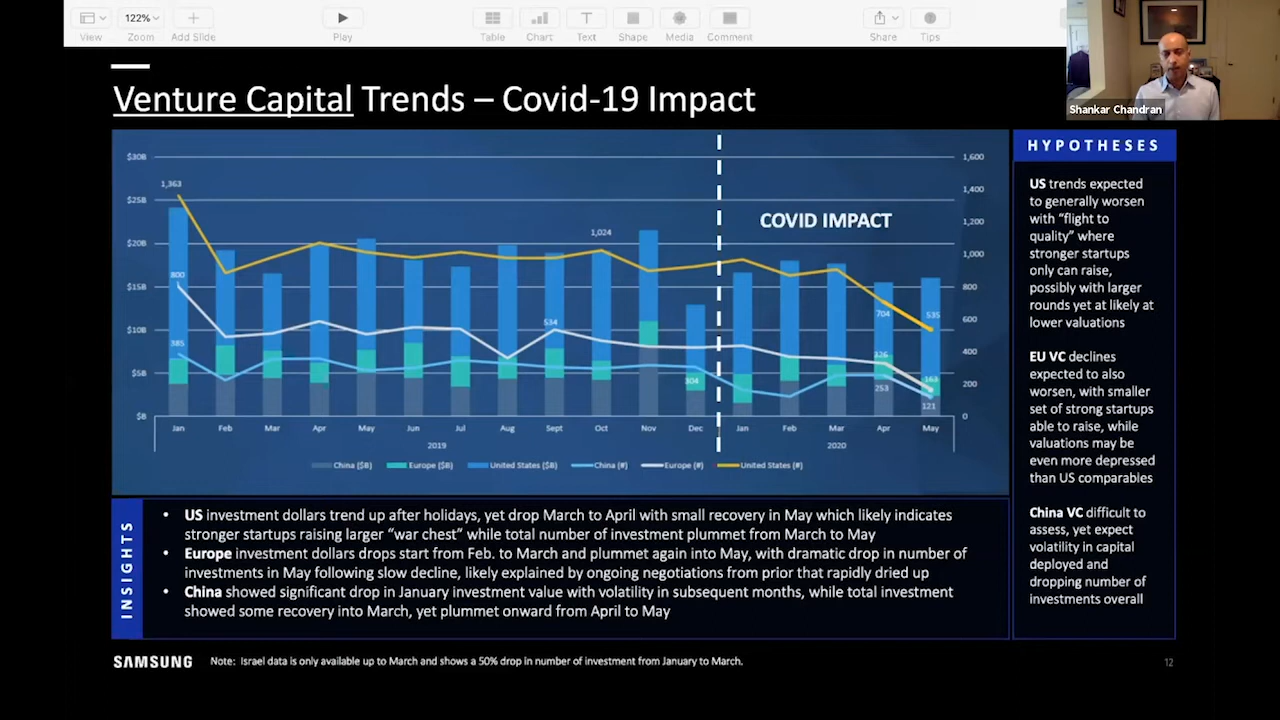 122%
View
Zoom
Add Slide
Play
Table
Chart
Text
Shape
Media
Comment
Share
Tips
Shankar Chandran
Venture Capital Trends – Covid-19 Impact
$30B
$25B
$20B
$15B
$10B
$5B
$B
1,363
800
385
534
1,024
304
COVID IMPACT
704
535
326
163
253
121
1,600
1,400
1,200
1,000
800
600
400
200
0
Jan Feb Mar Apr May Jun Jul Aug Sept Oct Nov Dec Jan Feb Mar Apr May
2019 2020
China ($B) Europe ($B) United States ($B) China (#) Europe (#) United States (#)
HYPOTHESES
US trends expected
to generally worsen
with “flight to
quality” where
stronger startups
only can raise,
possibly with larger
rounds yet at likely at
lower valuations
EU VC declines
expected to also
worsen, with smaller
set of strong startups
able to raise, while
valuations may be
even more depressed
than US comparables
China VC difficult to
assess, yet expect
volatility in capital
deployed and
dropping number of
investments overall
INSIGHTS
• US investment dollars trend up after holidays, yet drop March to April with small recovery in May which likely indicates
stronger startups raising larger “war chest” while total number of investment plummet from March to May
• Europe investment dollars drops start from Feb. to March and plummet again into May, with dramatic drop in number of
investments in May following slow decline, likely explained by ongoing negotiations from prior that rapidly dried up
• China showed significant drop in January investment value with volatility in subsequent months, while total investment
showed some recovery into March, yet plummet onward from April to May
SAMSUNG
Note: Israel data is only available up to March and shows a 50% drop in number of investment from January to March.
12